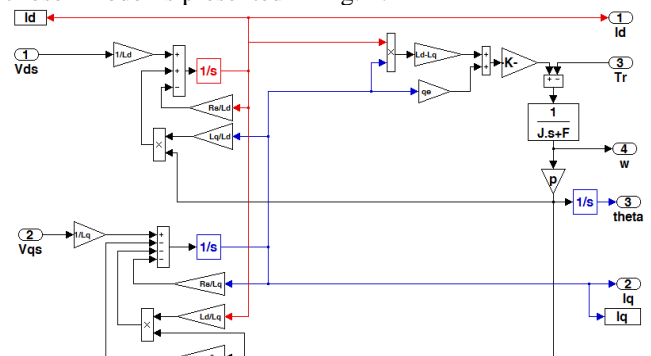 Id
1
Id
1
Vds
1/Ld
1/s
Ld-Lq
K-
3
Tr
Ra/Ld
qe
1
J.s+F
Lq/Ld
4
w
p
1/s
3
theta
2
Vqs
1/Lq
1/s
Ra/Lq
2
Iq
Iq
Ld/Lq